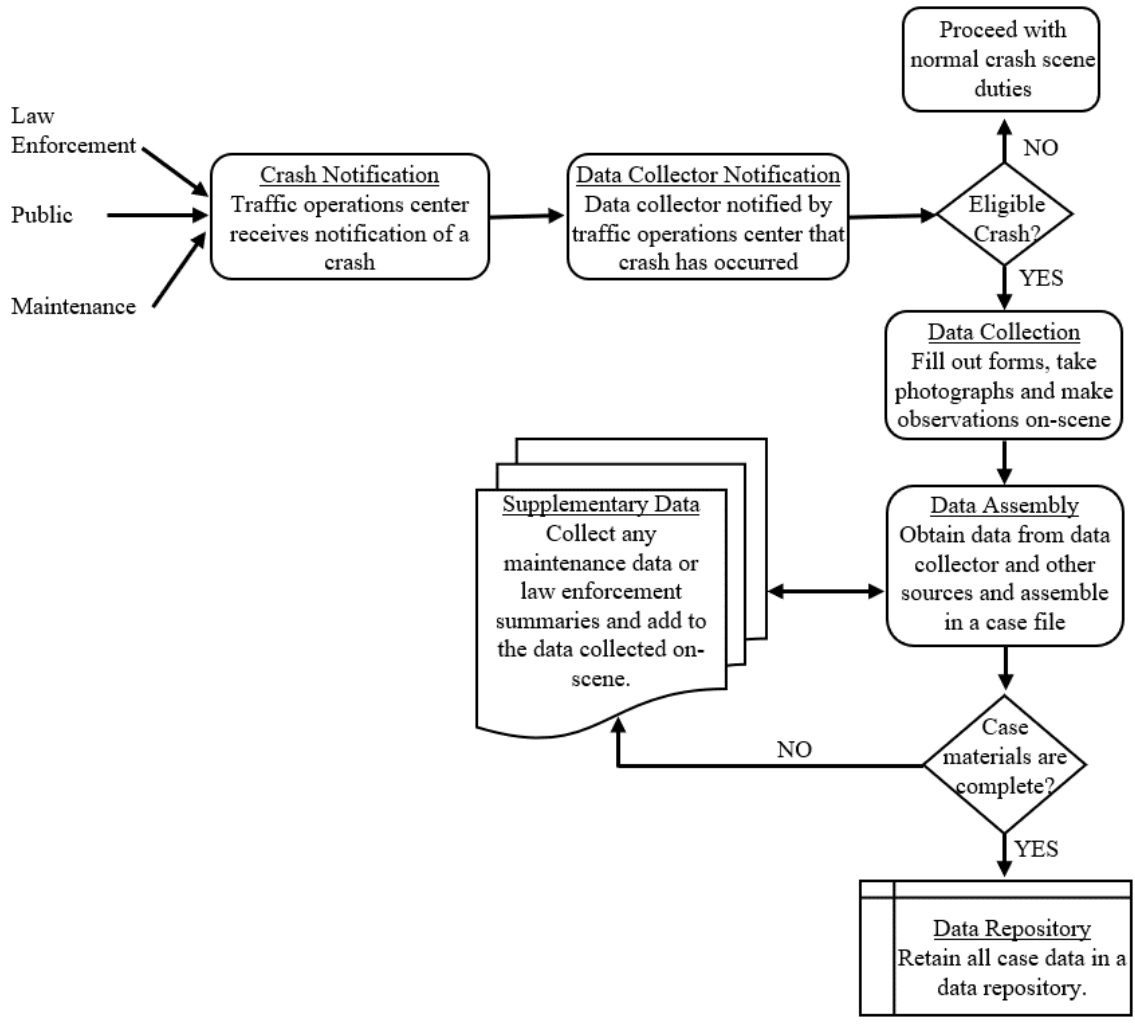 Law
Enforcement
Public
Maintenance
Crash Notification
Traffic operations center
receives notification of a
crash
Data Collector Notification
Data collector notified by
traffic operations center that
crash has occurred
Eligible
Crash?
NO
Proceed with
normal crash scene
duties
YES
Data Collection
Fill out forms, take
photographs and make
observations on-scene
Data Assembly
Obtain data from data
collector and other
sources and assemble
in a case file
Supplementary Data
Collect any
maintenance data or
law enforcement
summaries and add to
the data collected on-
scene.
Case
materials are
complete?
NO
YES
Data Repository
Retain all case data in a
data repository.